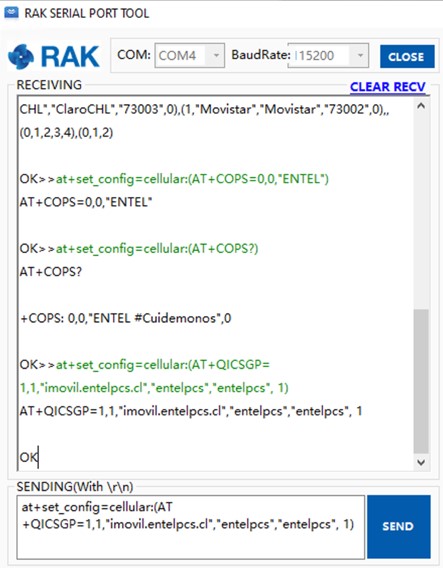 RAK SERIAL PORT TOOL
RAK COM: COM4 BaudRate: 115200 CLOSE
RECEIVING CLEAR RECV
CHL","ClaroCHL","73003",0),(1,"Movistar","Movistar","73002",0),,
(0,1,2,3,4),(0,1,2)
OK>>at+set_config=cellular:(AT+COPS=0,0,"ENTEL")
AT+COPS=0,0,"ENTEL"
OK>>at+set_config=cellular:(AT+COPS?)
AT+COPS?
+COPS: 0,0,"ENTEL #Cuidemonos",0
OK>>at+set_config=cellular:(AT+QICSGP=
1,1,"imovil.entelpcs.cl","entelpcs","entelpcs", 1)
AT+QICSGP=1,1,"imovil.entelpcs.cl","entelpcs","entelpcs", 1
OK
SENDING(With \r\n)
at+set_config=cellular:(AT
+QICSGP=1,1,"imovil.entelpcs.cl","entelpcs","entelpcs", 1)
SEND